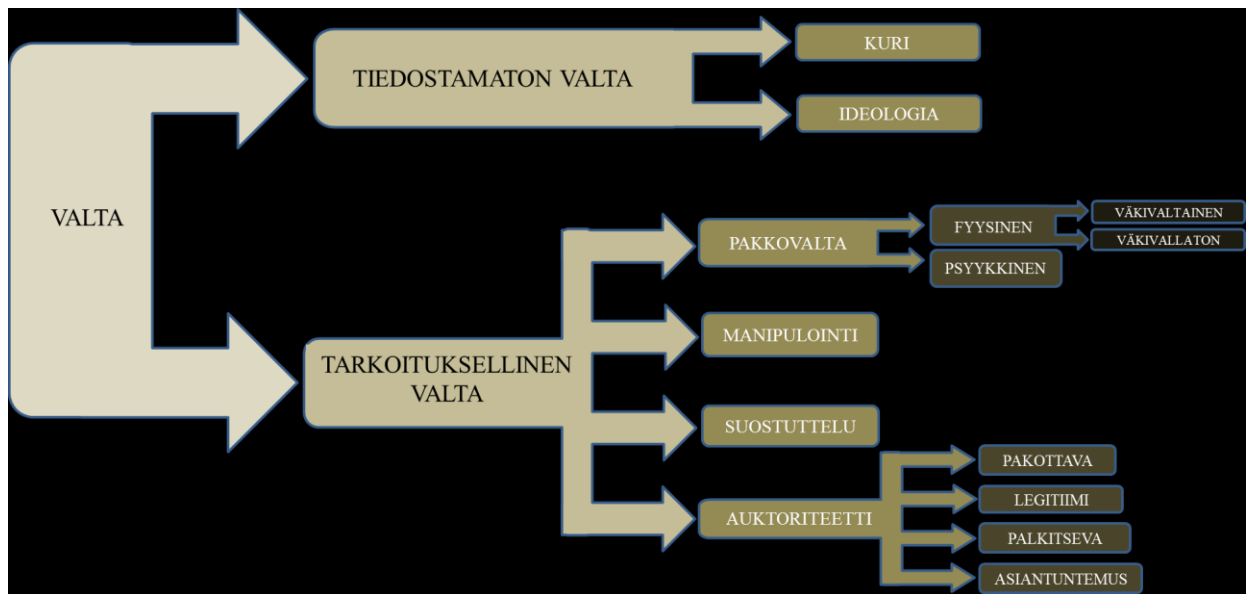 VALTA
TIEDOSTAMATON VALTA
KURI
IDEOLOGIA
TARKOITUKSELLINEN
VALTA
PAKKOVALTA
FYYSINEN
VÄKIVALTAINEN
VÄKIVALLATON
PSYYKKINEN
MANIPULOINTI
SUOSTUTTELU
AUKTORITEETTI
PAKOTTAVA
LEGITIIMI
PALKITSEVA
ASIANTUNTEMUS